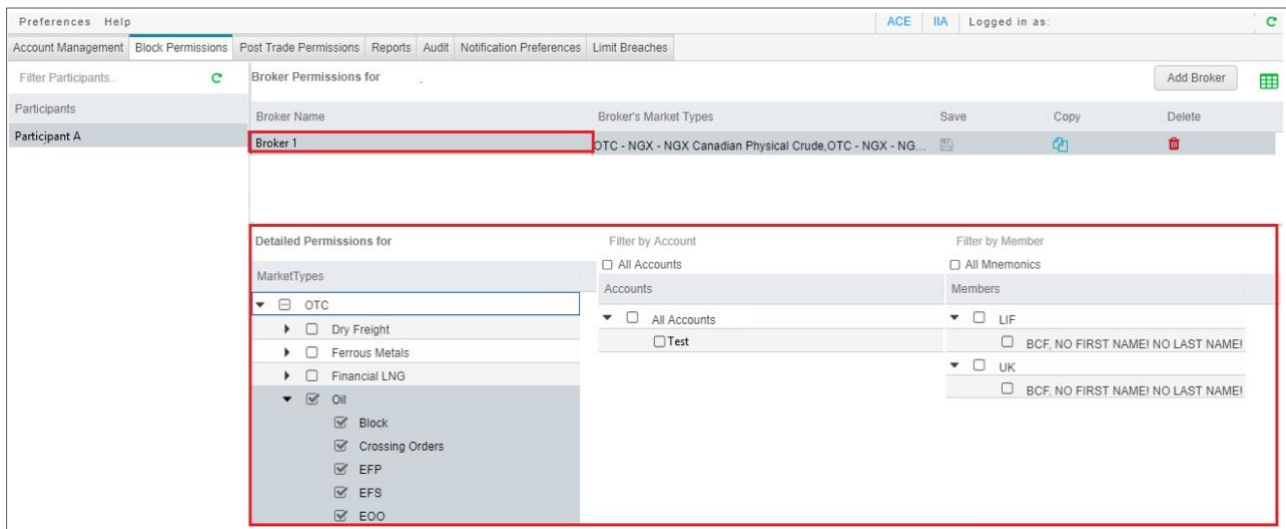 Preferences Help ACE IIA Logged in as:
Account Management Block Permissions Post Trade Permissions Reports Audit Notification Preferences Limit Breaches
Filter Participants..
Participants
Participant A
Broker Permissions for . Add Broker
Broker Name Broker's Market Types Save Copy Delete
Broker 1 OTC - NGX - NGX Canadian Physical Crude,OTC - NGX - NG...
Detailed Permissions for
MarketTypes
OTC
Dry Freight
Ferrous Metals
Financial LNG
Oil
Block
Crossing Orders
EFP
EFS
EOO
Filter by Account
All Accounts
Accounts
All Accounts
Test
Filter by Member
All Mnemonics
Members
LIF
BCF, NO FIRST NAME! NO LAST NAME!
UK
BCF, NO FIRST NAME! NO LAST NAME!